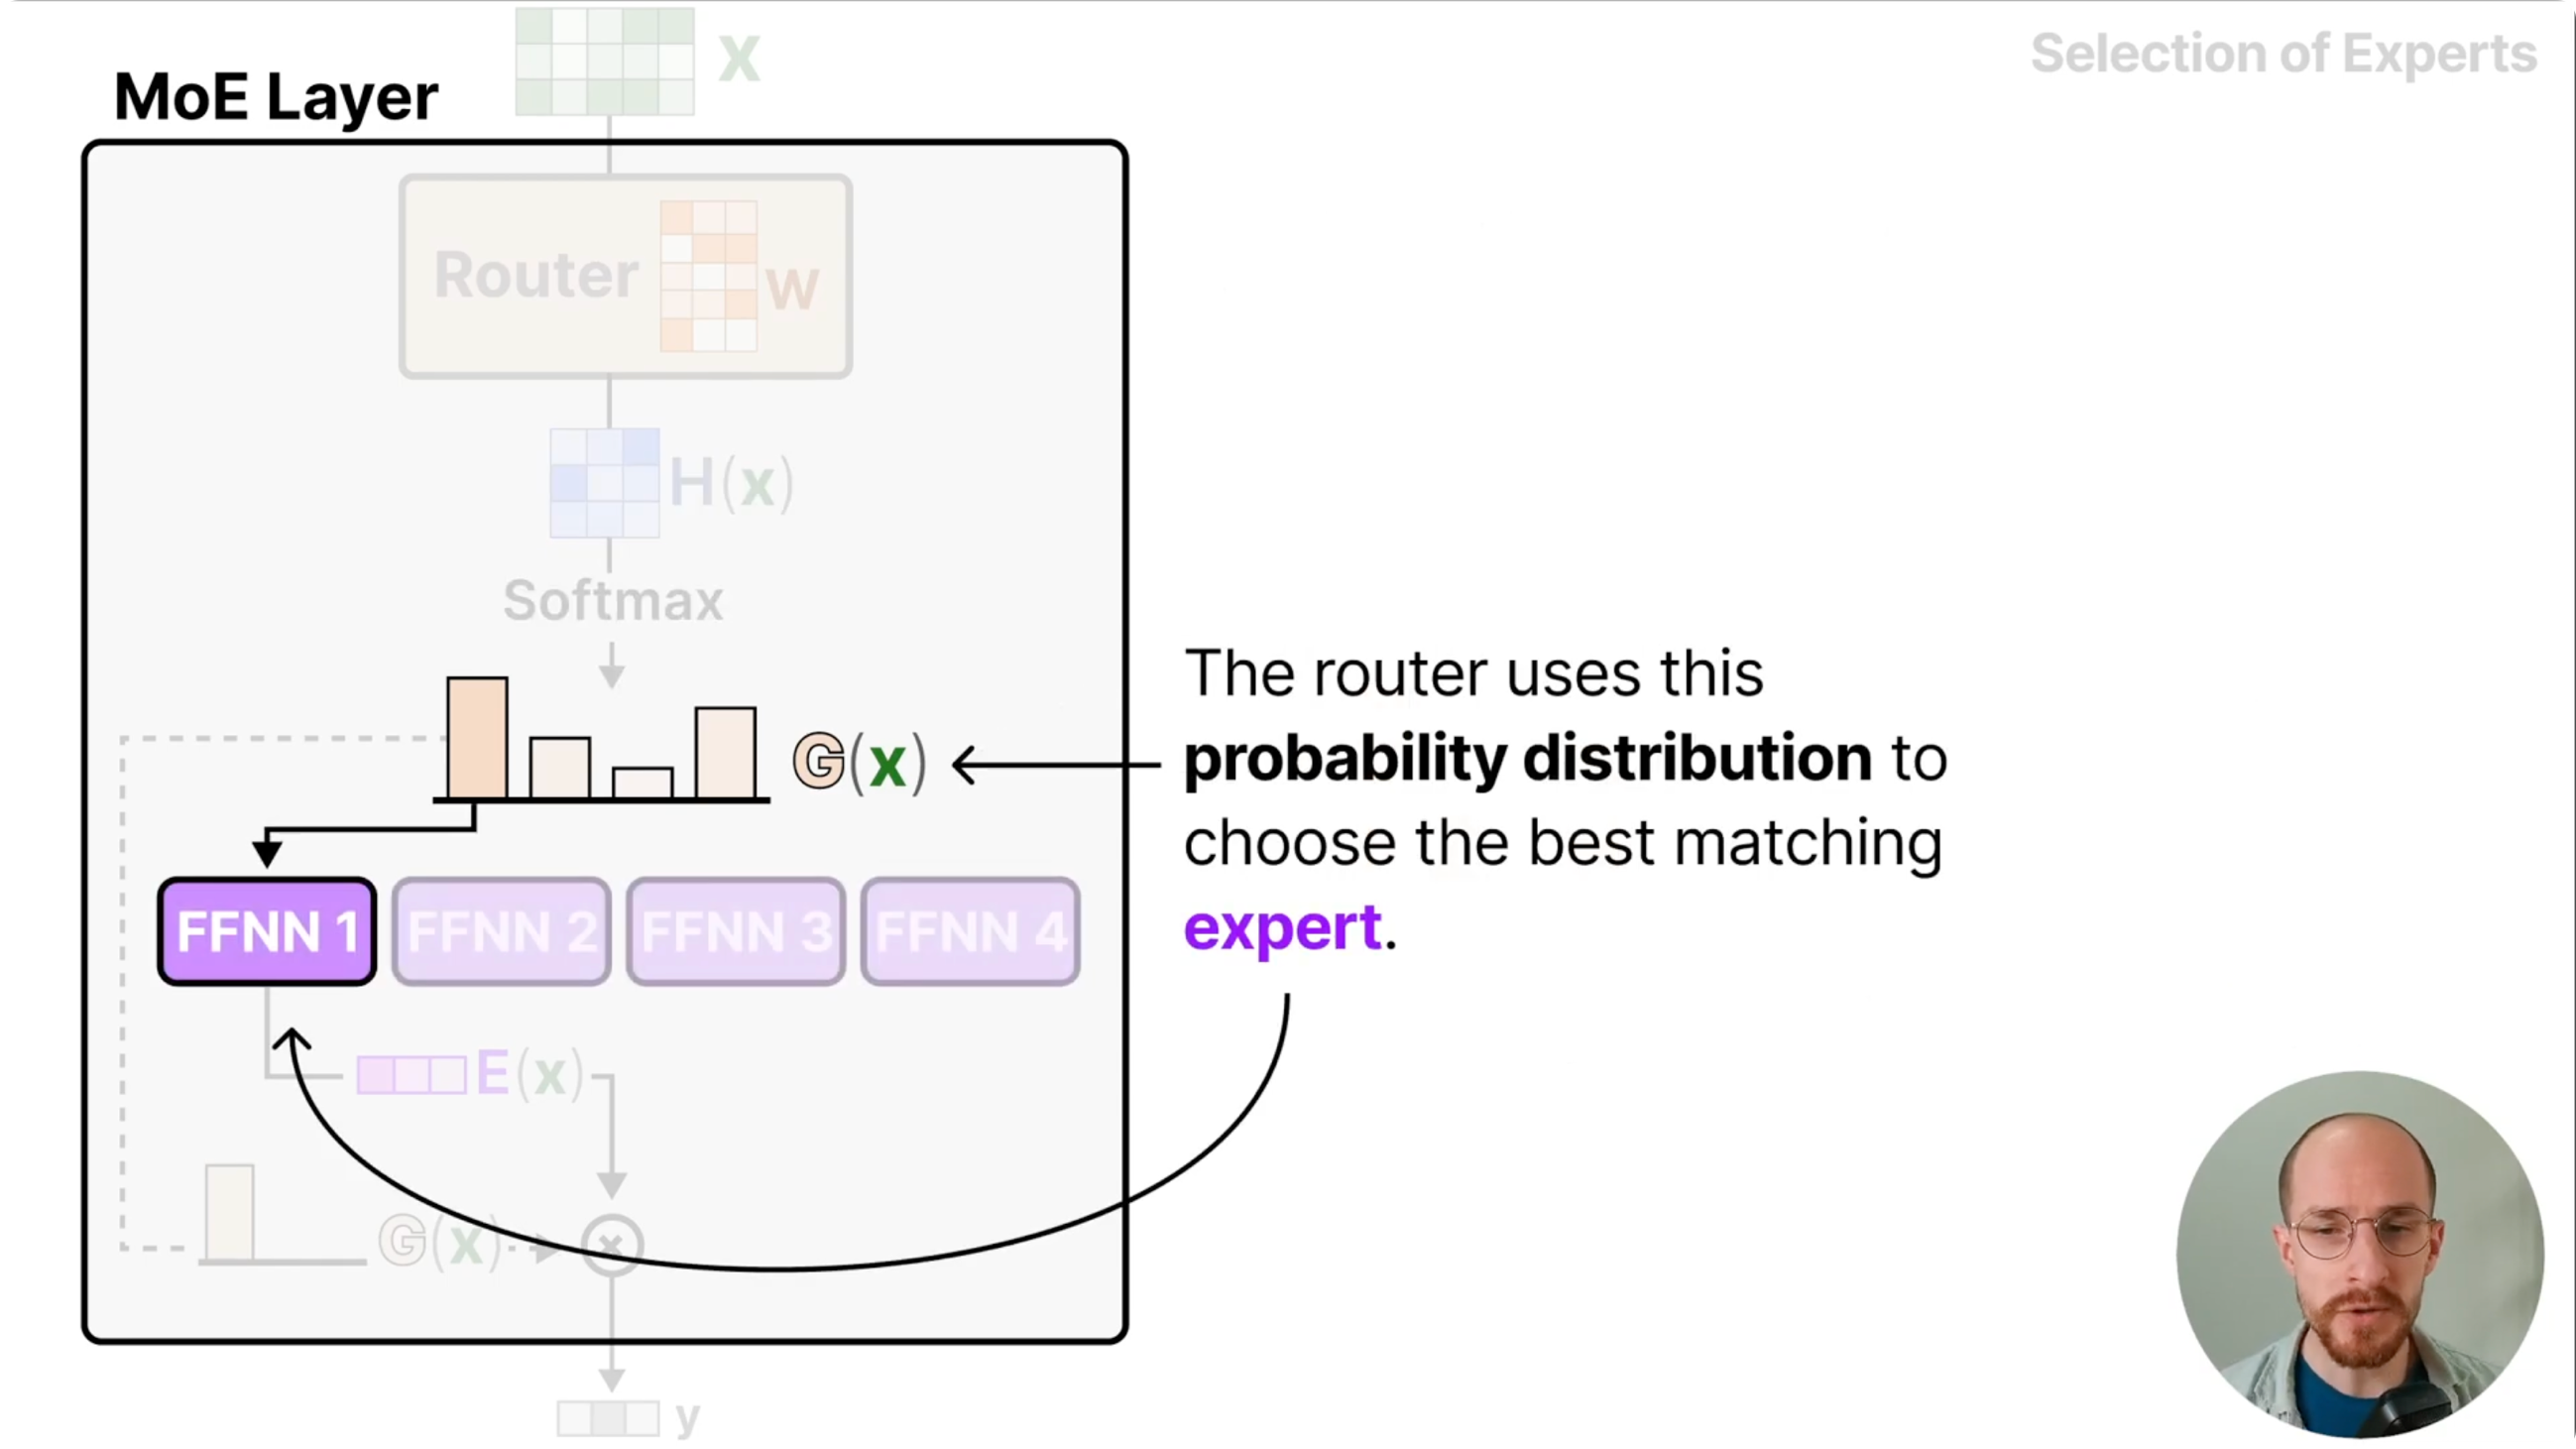 Selection of Experts
X
MoE Layer
Router W
H(x)
Softmax
G(x)
The router uses this
probability distribution to
choose the best matching
expert.
FFNN 1 FFNN 2 FFNN 3 FFNN 4
E(x)
G(x)
y